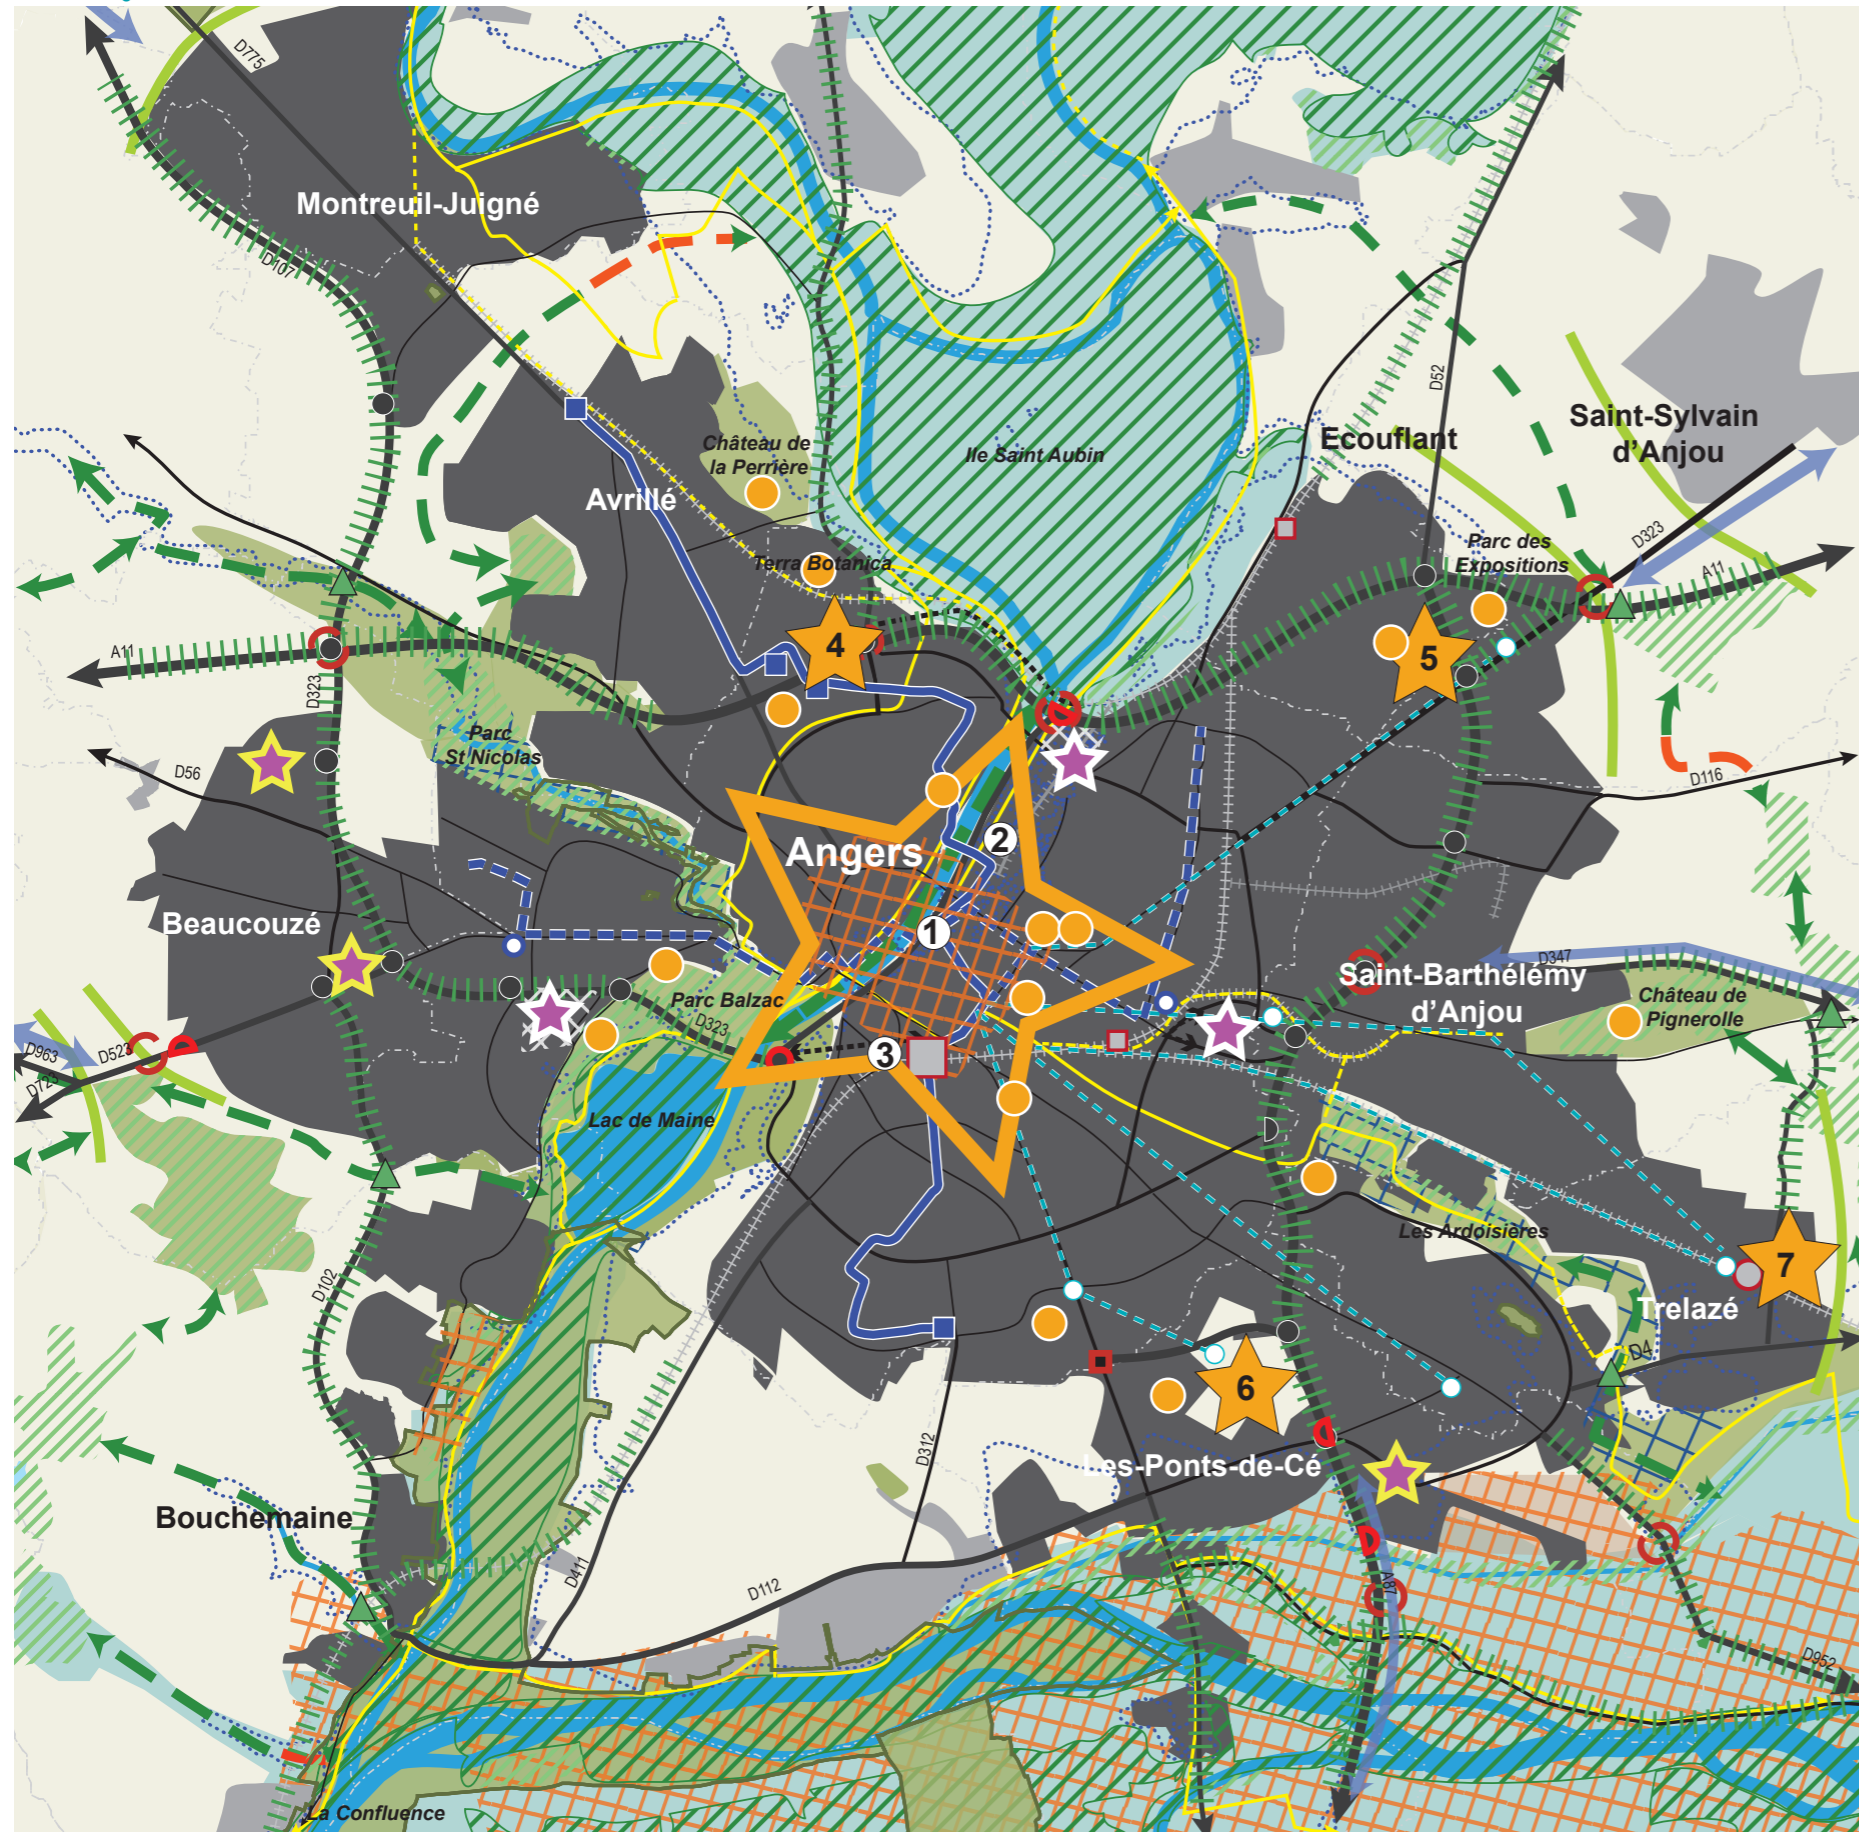 D775
Montreuil-Juigné
D107
D52
Saint-Sylvain
d'Anjou
Ecouflant
Château de
la Perrière
Ile Saint Aubin
Avrillé
D323
Parc des
Expositions
Terra Botanica
A11
A11
4
5
D323
Parc
St Nicolas
D56
D116
2
Angers
Beaucouzé
1
D347
Saint-Barthélémy
d'Anjou
Château de
Pignerolle
Parc Balzac
D323
3
D963
D523
D723
Lac de Maine
Les Ardoisières
7
D102
Trelazé
D4
6
D312
Les-Ponts-de-Cé
Bouchemaine
D411
D112
A87
D952
La Confluence